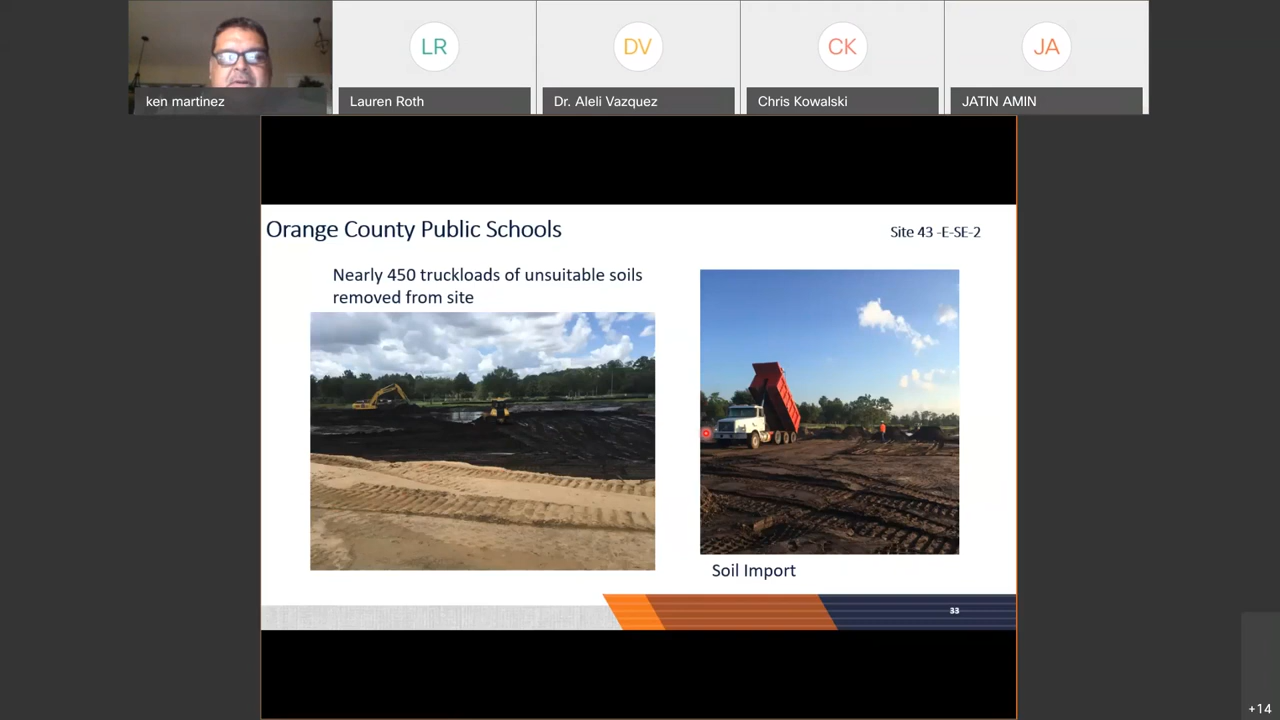 LR
DV
CK
JA
ken martinez
Lauren Roth
Dr. Aleli Vazquez
Chris Kowalski
JATIN AMIN
Orange County Public Schools
Site 43 -E-SE-2
Nearly 450 truckloads of unsuitable soils
removed from site
Soil Import
33
+14